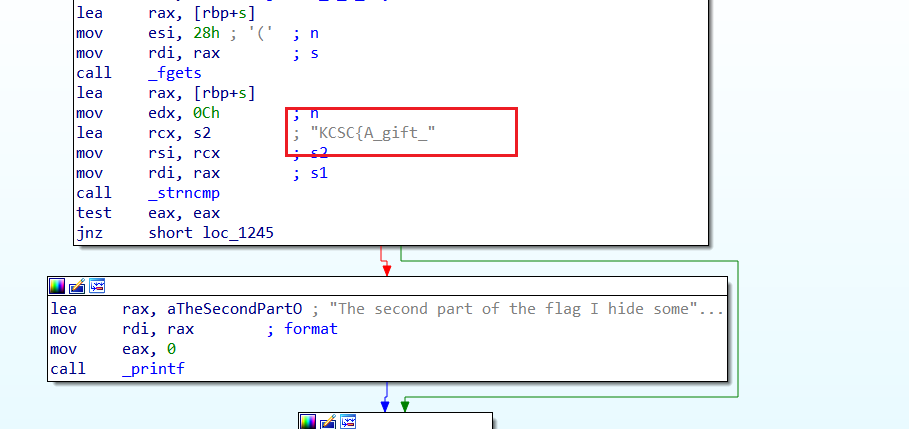 lea rax, [rbp+s]
mov esi, 28h ; '(' ; n
mov rdi, rax ; s
call _fgets
lea rax, [rbp+s]
mov edx, 0Ch ; n
lea rcx, s2 ; "KCSC{A_gift_"
mov rsi, rcx ; s2
mov rdi, rax ; s1
call _strncmp
test eax, eax
jnz short loc_1245
lea rax, aTheSecondPartO ; "The second part of the flag I hide some"...
mov rdi, rax ; format
mov eax, 0
call _printf